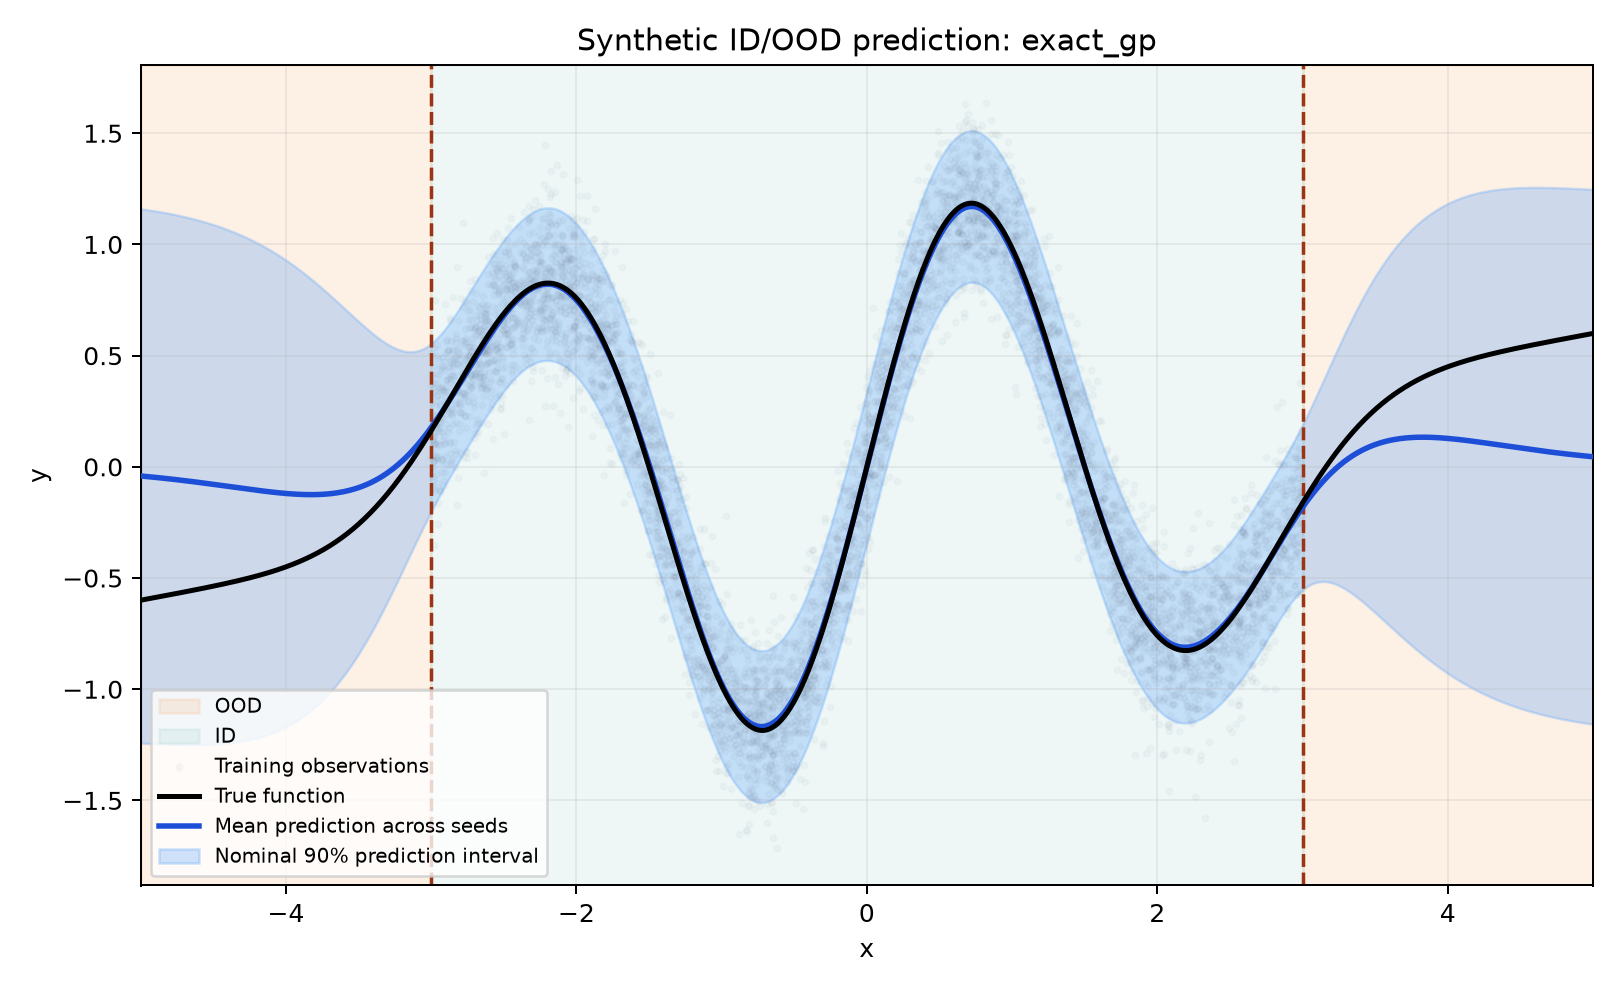 Synthetic ID/OOD prediction: exact_gp
1.5
1.0
0.5
0.0
−0.5
−1.0
−1.5
y
OOD
ID
Training observations
True function
Mean prediction across seeds
Nominal 90% prediction interval
−4
−2
0
2
4
x